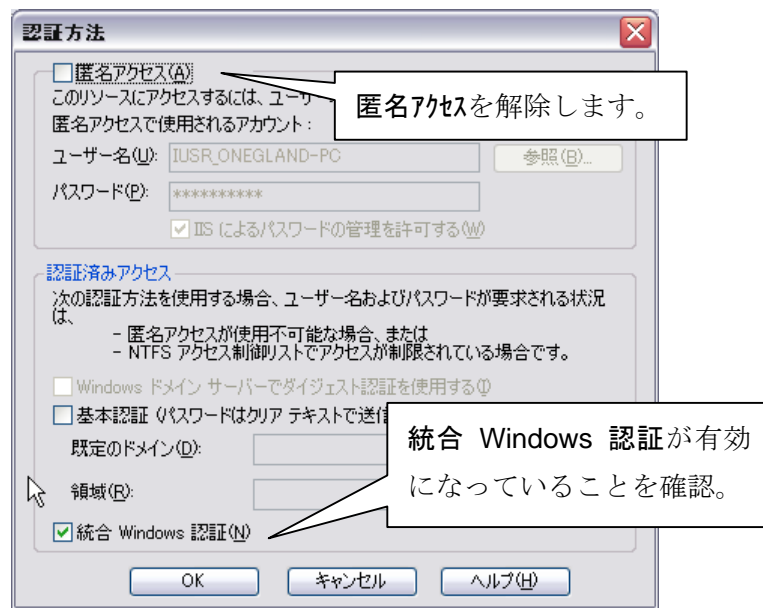 認証方法
匿名アクセス(A)
このリソースにアクセスするには、ユーザー
匿名アクセスを解除します。
匿名アクセスで使用されるアカウント:
ユーザー名(U): IUSR_ONEGLAND-PC 参照(B)...
パスワード(P): **********
IIS によるパスワードの管理を許可する(W)
認証済みアクセス
次の認証方法を使用する場合、ユーザー名およびパスワードが要求される状況
は、
- 匿名アクセスが使用不可能な場合、または
- NTFS アクセス制御リストでアクセスが制限されている場合です。
Windows ドメイン サーバーでダイジェスト認証を使用する(I)
基本認証 (パスワードはクリア テキストで送信
既定のドメイン(D):
統合 Windows 認証が有効
になっていることを確認。
領域(R):
統合 Windows 認証(N)
OK キャンセル ヘルプ(H)